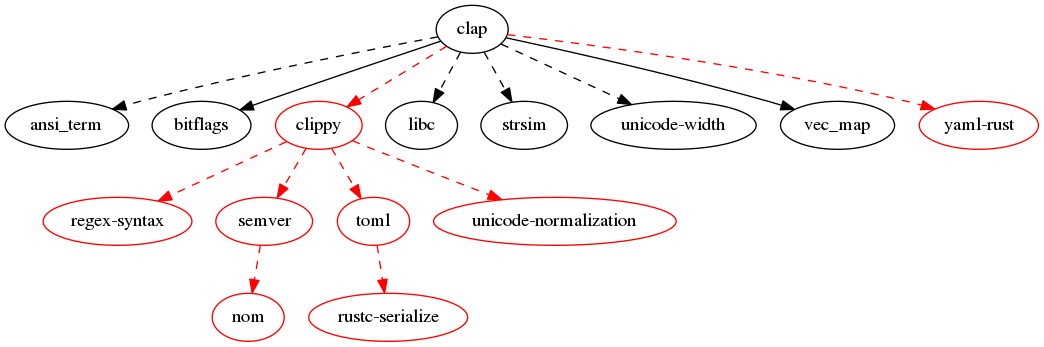 clap
ansi_term
bitflags
clippy
libc
strsim
unicode-width
vec_map
yaml-rust
regex-syntax
semver
toml
unicode-normalization
nom
rustc-serialize